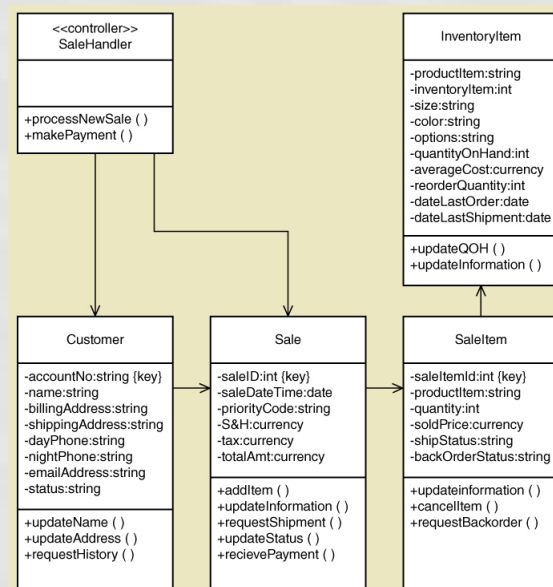 <<controller>>
SaleHandler
+processNewSale ( )
+makePayment ( )
InventoryItem
-productItem:string
-inventoryItem:int
-size:string
-color:string
-options:string
-quantityOnHand:int
-averageCost:currency
-reorderQuantity:int
-dateLastOrder:date
-dateLastShipment:date
+updateQOH ( )
+updateInformation ( )
Customer
-accountNo:string {key}
-name:string
-billingAddress:string
-shippingAddress:string
-dayPhone:string
-nightPhone:string
-emailAddress:string
-status:string
+updateName ( )
+updateAddress ( )
+requestHistory ( )
Sale
-saleID:int {key}
-saleDateTime:date
-priorityCode:string
-S&H:currency
-tax:currency
-totalAmt:currency
+addItem ( )
+updateInformation ( )
+requestShipment ( )
+updateStatus ( )
+recievePayment ( )
SaleItem
-saleItemId:int {key}
-productItem:string
-quantity:int
-soldPrice:currency
-shipStatus:string
-backOrderStatus:string
+updateinformation ( )
+cancelItem ( )
+requestBackorder ( )